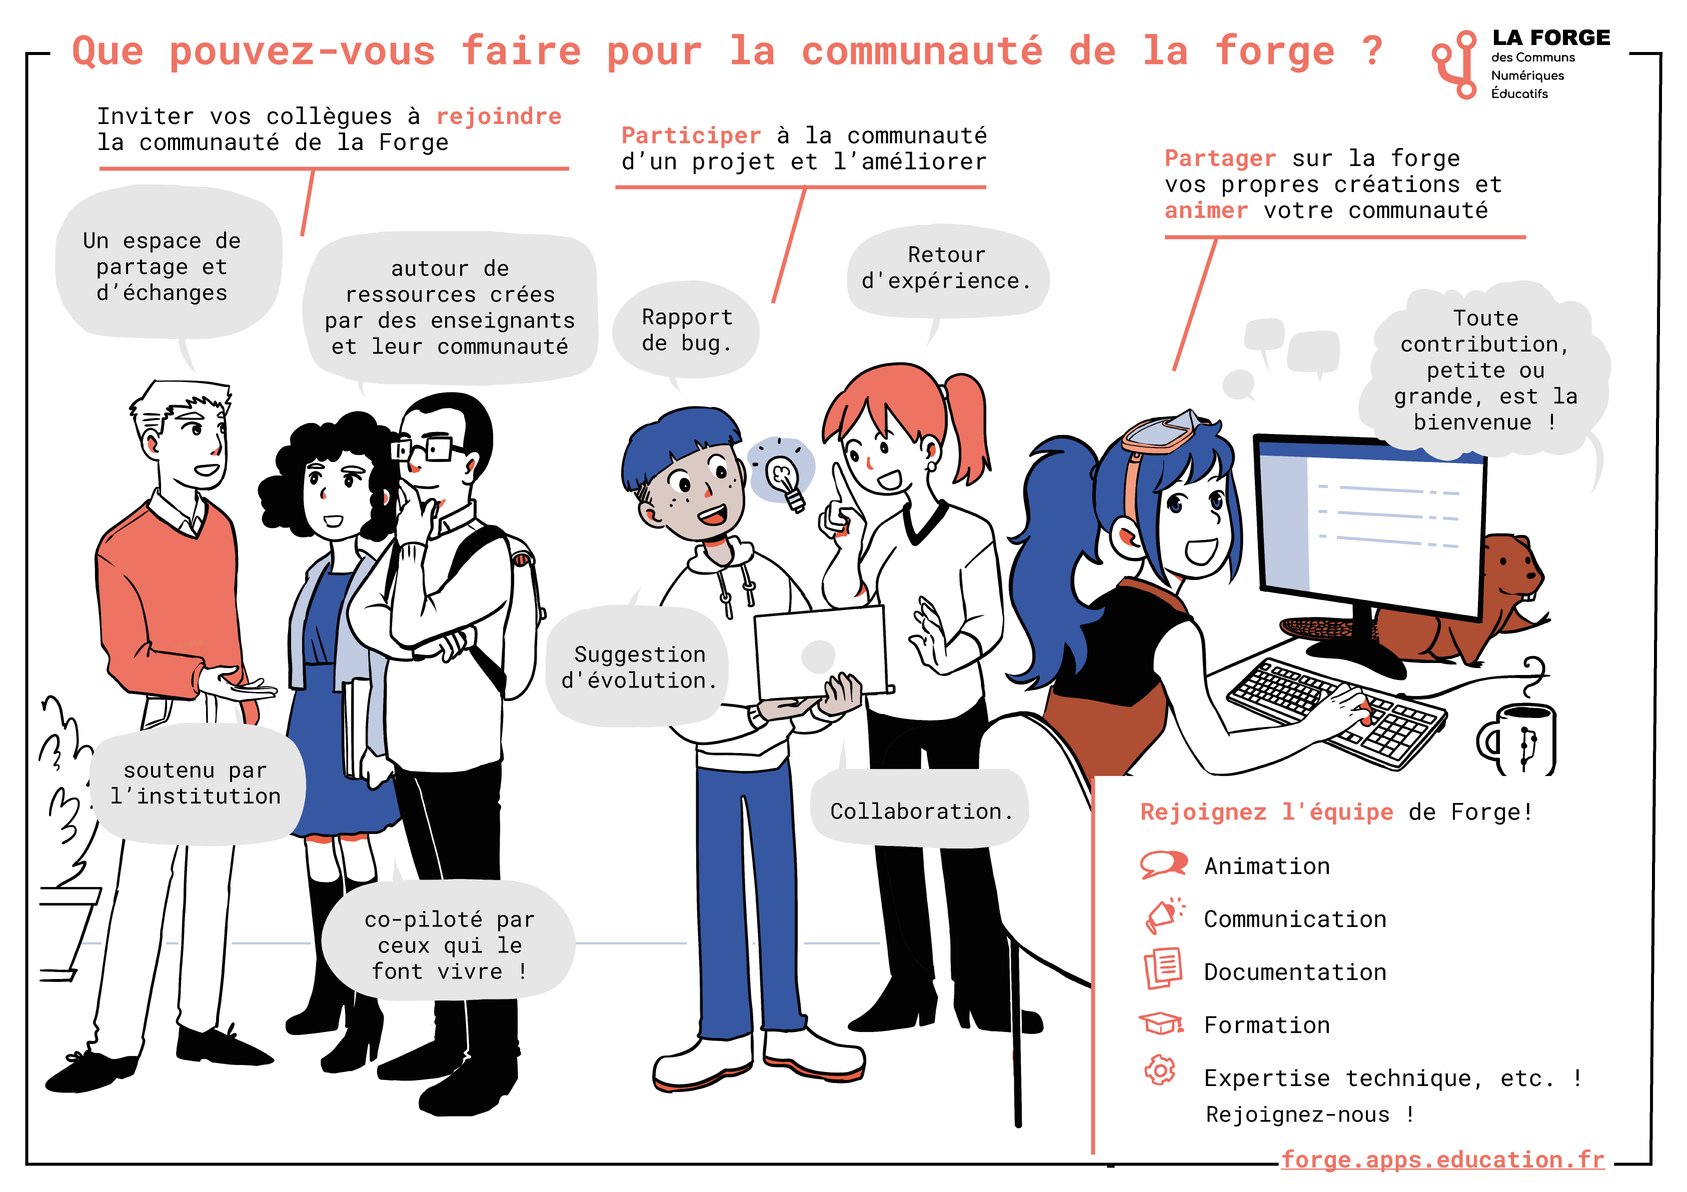 Que pouvez-vous faire pour la communauté de la forge ?
LA FORGE
des Communs
Numériques
Éducatifs
Inviter vos collègues à rejoindre
la communauté de la Forge
Un espace de
partage et
d’échanges
autour de
ressources crées
par des enseignants
et leur communauté
soutenu par
l’institution
co-piloté par
ceux qui le
font vivre !
Participer à la communauté
d’un projet et l’améliorer
Rapport
de bug.
Retour
d'expérience.
Suggestion
d'évolution.
Collaboration.
Partager sur la forge
vos propres créations et
animer votre communauté
Toute
contribution,
petite ou
grande, est la
bienvenue !
Rejoignez l'équipe de Forge!
Animation
Communication
Documentation
Formation
Expertise technique, etc. !
Rejoignez-nous !
forge.apps.education.fr